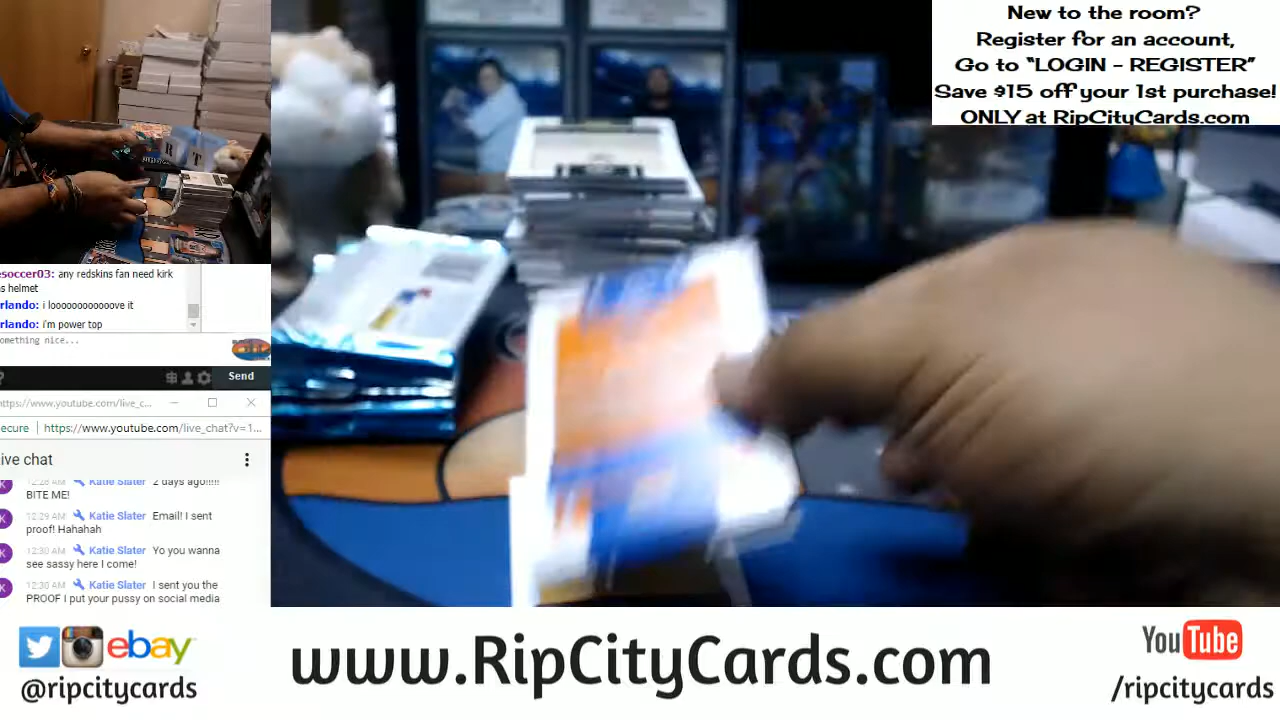 New to the room?
Register for an account,
Go to "LOGIN - REGISTER"
Save $15 off your 1st purchase!
ONLY at RipCityCards.com
esoccer03: any redskins fan need kirk
as helmet
rlando: i looooooooooove it
rlando: i'm power top
omething nice...
Send
https://www.youtube.com/live_c...
ecure https://www.youtube.com/live_chat?v=1...
ive chat
12:28 AM Katie Slater 2 days ago!!!!!
BITE ME!
12:29 AM Katie Slater Email! I sent
proof! Hahahah
12:30 AM Katie Slater Yo you wanna
see sassy here I come!
12:30 AM Katie Slater I sent you the
PROOF I put your pussy on social media
ebay
@ripcitycards
www.RipCityCards.com
YouTube
/ripcitycards